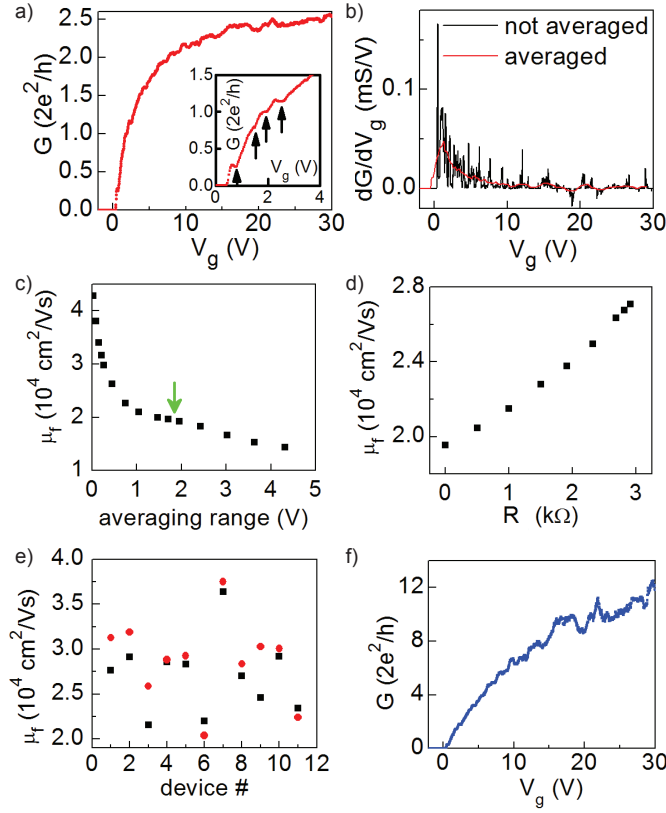 a)
G (2e²/h)
2.5
2.0
1.5
1.0
0.5
0.0
0
10
20
30
V_g (V)
G (2e²/h)
1.5
1.0
0.5
0.0
0
2
4
V_g (V)
b)
not averaged
averaged
dG/dV_g (mS/V)
0.1
0.0
0
10
20
30
V_g (V)
c)
μ_f (10⁴ cm²/Vs)
4
3
2
1
0
1
2
3
4
5
averaging range (V)
d)
μ_f (10⁴ cm²/Vs)
2.8
2.4
2.0
0
1
2
3
R (kΩ)
e)
μ_f (10⁴ cm²/Vs)
4.0
3.5
3.0
2.5
2.0
0
2
4
6
8
10
12
device #
f)
G (2e²/h)
12
8
4
0
0
10
20
30
V_g (V)